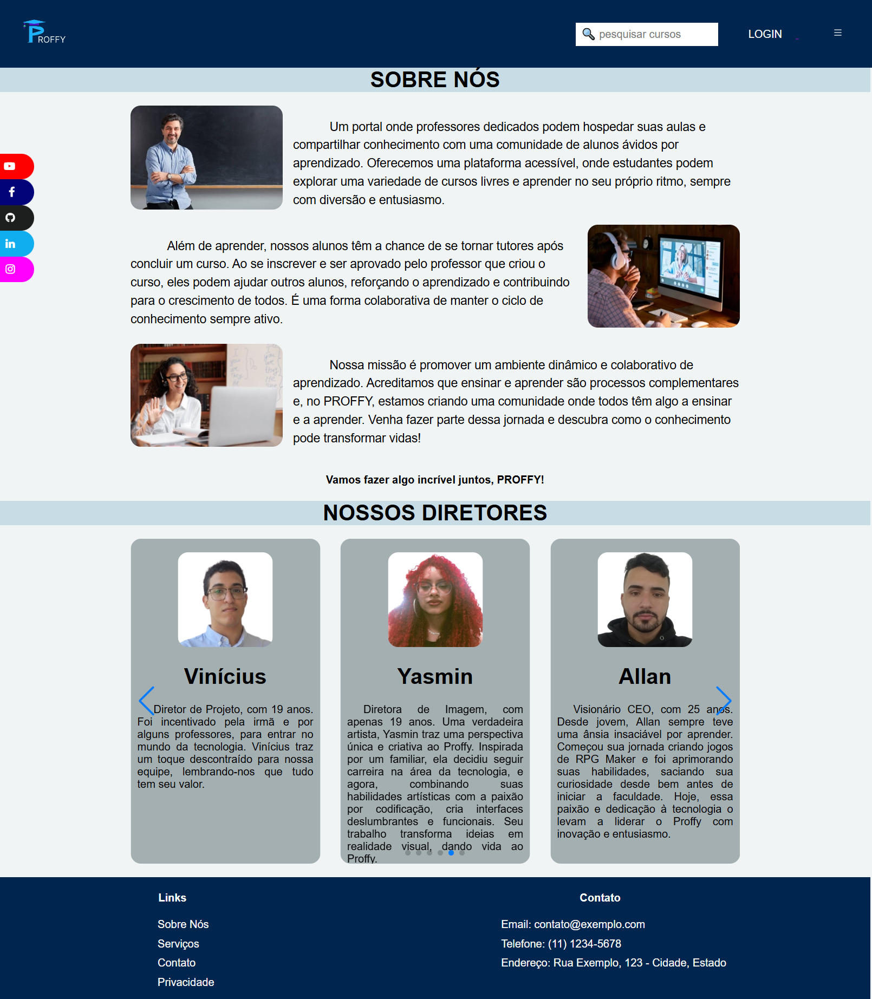 PROFFY
pesquisar cursos
LOGIN
SOBRE NÓS
Um portal onde professores dedicados podem hospedar suas aulas e
compartilhar conhecimento com uma comunidade de alunos ávidos por
aprendizado. Oferecemos uma plataforma acessível, onde estudantes podem
explorar uma variedade de cursos livres e aprender no seu próprio ritmo, sempre
com diversão e entusiasmo.
Além de aprender, nossos alunos têm a chance de se tornar tutores após
concluir um curso. Ao se inscrever e ser aprovado pelo professor que criou o
curso, eles podem ajudar outros alunos, reforçando o aprendizado e contribuindo
para o crescimento de todos. É uma forma colaborativa de manter o ciclo de
conhecimento sempre ativo.
Nossa missão é promover um ambiente dinâmico e colaborativo de
aprendizado. Acreditamos que ensinar e aprender são processos complementares
e, no PROFFY, estamos criando uma comunidade onde todos têm algo a ensinar
e a aprender. Venha fazer parte dessa jornada e descubra como o conhecimento
pode transformar vidas!
Vamos fazer algo incrível juntos, PROFFY!
NOSSOS DIRETORES
Vinícius
Diretor de Projeto, com 19 anos.
Foi incentivado pela irmã e por
alguns professores, para entrar no
mundo da tecnologia. Vinícius traz
um toque descontraído para nossa
equipe, lembrando-nos que tudo
tem seu valor.
Yasmin
Diretora de Imagem, com
apenas 19 anos. Uma verdadeira
artista, Yasmin traz uma perspectiva
única e criativa ao Proffy. Inspirada
por um familiar, ela decidiu seguir
carreira na área da tecnologia, e
agora, combinando suas
habilidades artísticas com a paixão
por codificação, cria interfaces
deslumbrantes e funcionais. Seu
trabalho transforma ideias em
realidade visual, dando vida ao
Proffy.
Allan
Visionário CEO, com 25 anos.
Desde jovem, Allan sempre teve
uma ânsia insaciável por aprender.
Começou sua jornada criando jogos
de RPG Maker e foi aprimorando
suas habilidades, saciando sua
curiosidade desde bem antes de
iniciar a faculdade. Hoje, essa
paixão e dedicação à tecnologia o
levam a liderar o Proffy com
inovação e entusiasmo.
Links
Sobre Nós
Serviços
Contato
Privacidade
Contato
Email: contato@exemplo.com
Telefone: (11) 1234-5678
Endereço: Rua Exemplo, 123 - Cidade, Estado